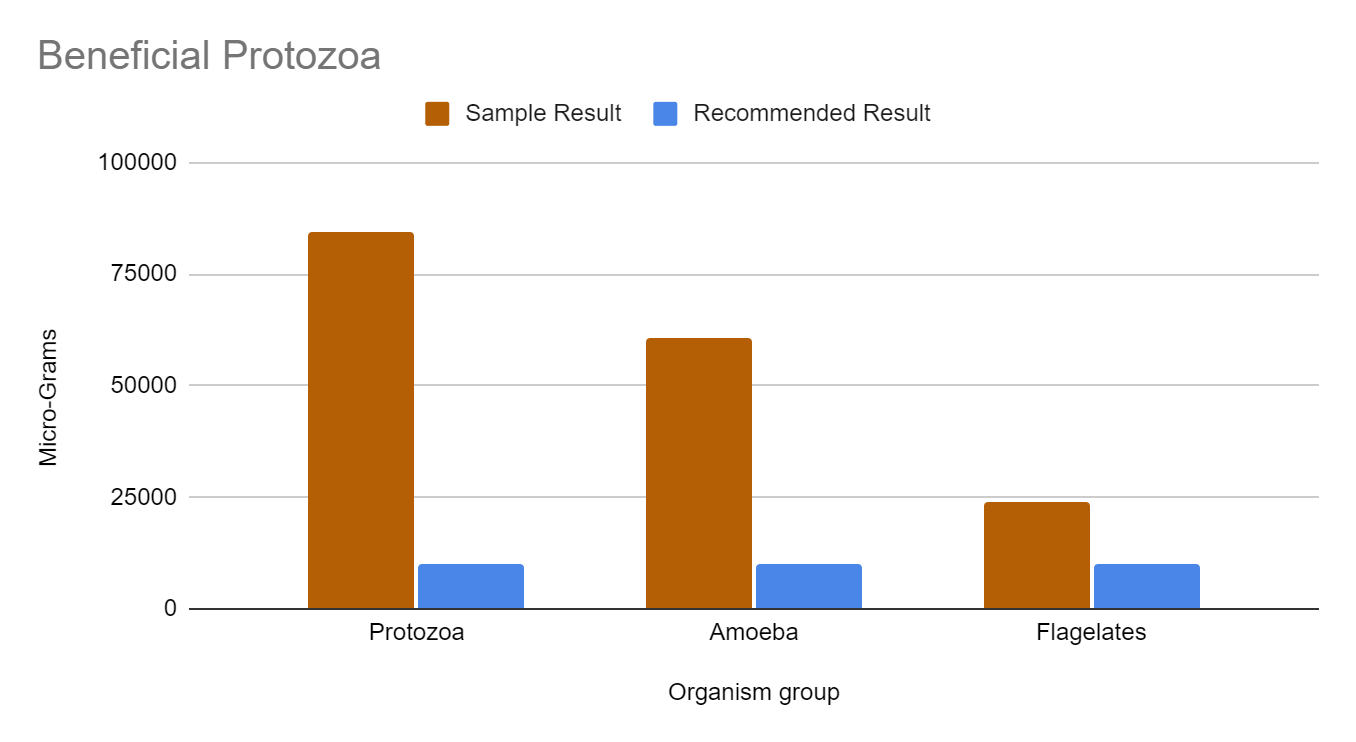 Beneficial Protozoa
Sample Result Recommended Result
100000
75000
50000
25000
0
Micro-Grams
Protozoa Amoeba Flagelates
Organism group